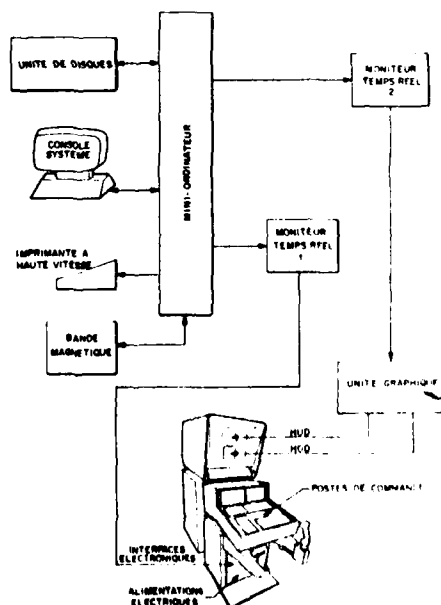 UNITE DE DISQUES
CONSOLE
SYSTÈME
IMPRIMANTE A
HAUTE VITESSE
BANDE
MAGNETIQUE
MINI-ORDINATEUR
MONITEUR
TEMPS REEL
2
MONITEUR
TEMPS REEL
1
UNITE GRAPHIQUE
HUD
HDD
POSTES DE COMMANDE
INTERFACES
ELECTRONIQUES
ALIMENTATIONS
ELECTRIQUES